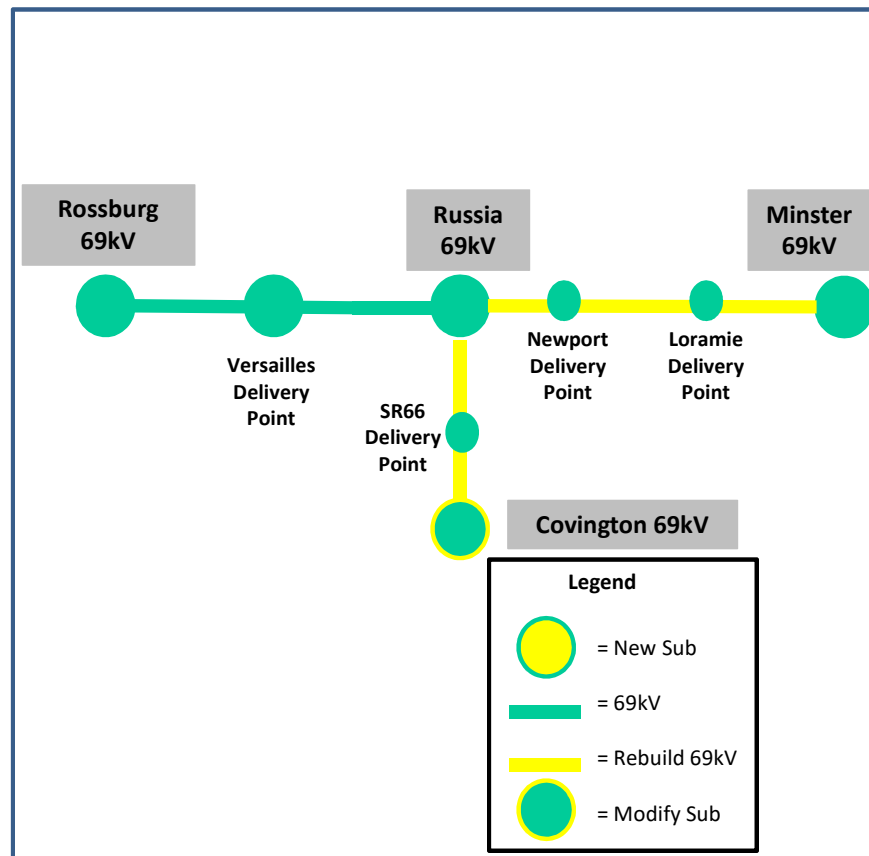 Rossburg
69kV
Russia
69kV
Minster
69kV
Versailles
Delivery
Point
Newport
Delivery
Point
Loramie
Delivery
Point
SR66
Delivery
Point
Covington 69kV
Legend
= New Sub
= 69kV
= Rebuild 69kV
= Modify Sub